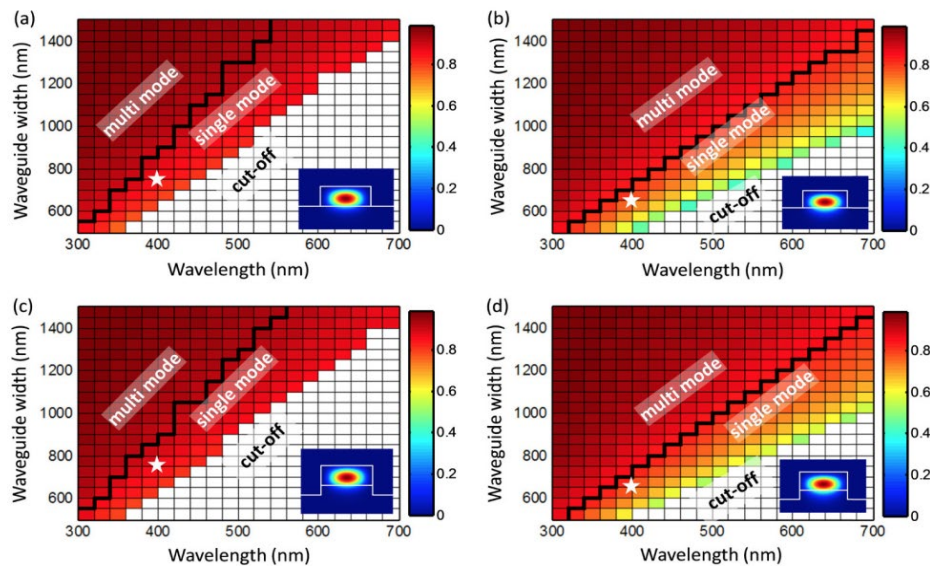 (a)
Waveguide width (nm)
1400
1200
1000
800
600
multi mode
single mode
cut-off
300 400 500 600 700
Wavelength (nm)
0.8
0.6
0.4
0.2
0
(b)
Waveguide width (nm)
1400
1200
1000
800
600
multi mode
single mode
cut-off
300 400 500 600 700
Wavelength (nm)
0.8
0.6
0.4
0.2
0
(c)
Waveguide width (nm)
1400
1200
1000
800
600
multi mode
single mode
cut-off
300 400 500 600 700
Wavelength (nm)
0.8
0.6
0.4
0.2
0
(d)
Waveguide width (nm)
1400
1200
1000
800
600
multi mode
single mode
cut-off
300 400 500 600 700
Wavelength (nm)
0.8
0.6
0.4
0.2
0